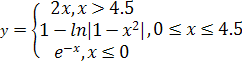 2x, x > 4.5
y = { 1 − ln|1 − x²| , 0 ≤ x ≤ 4.5
e⁻ˣ, x ≤ 0